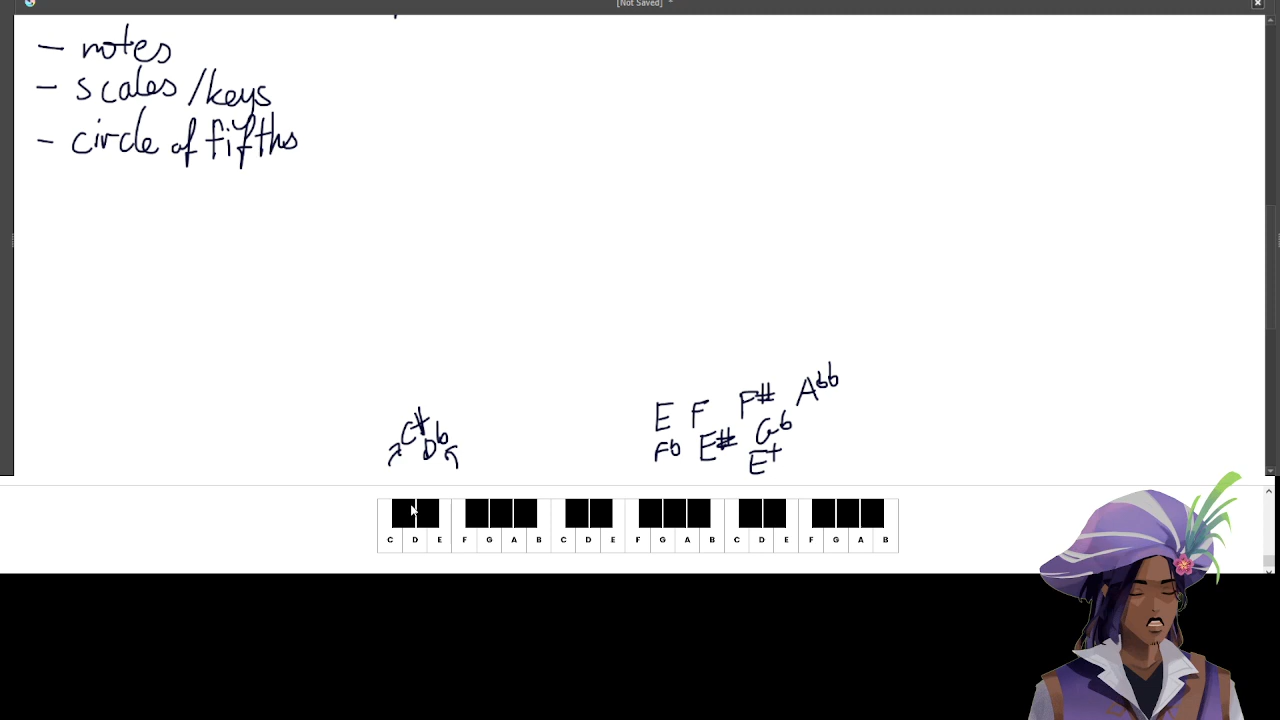 [Not Saved] *
- notes
- scales/keys
- circle of fifths
E F F# Abb
Fb E# Gb
E+
C#
Db
C D E F G A B C D E F G A B C D E F G A B